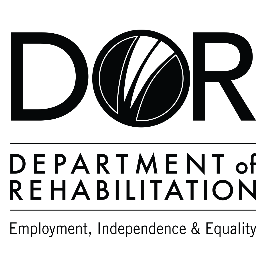 DOR
DEPARTMENT of
REHABILITATION
Employment, Independence & Equality